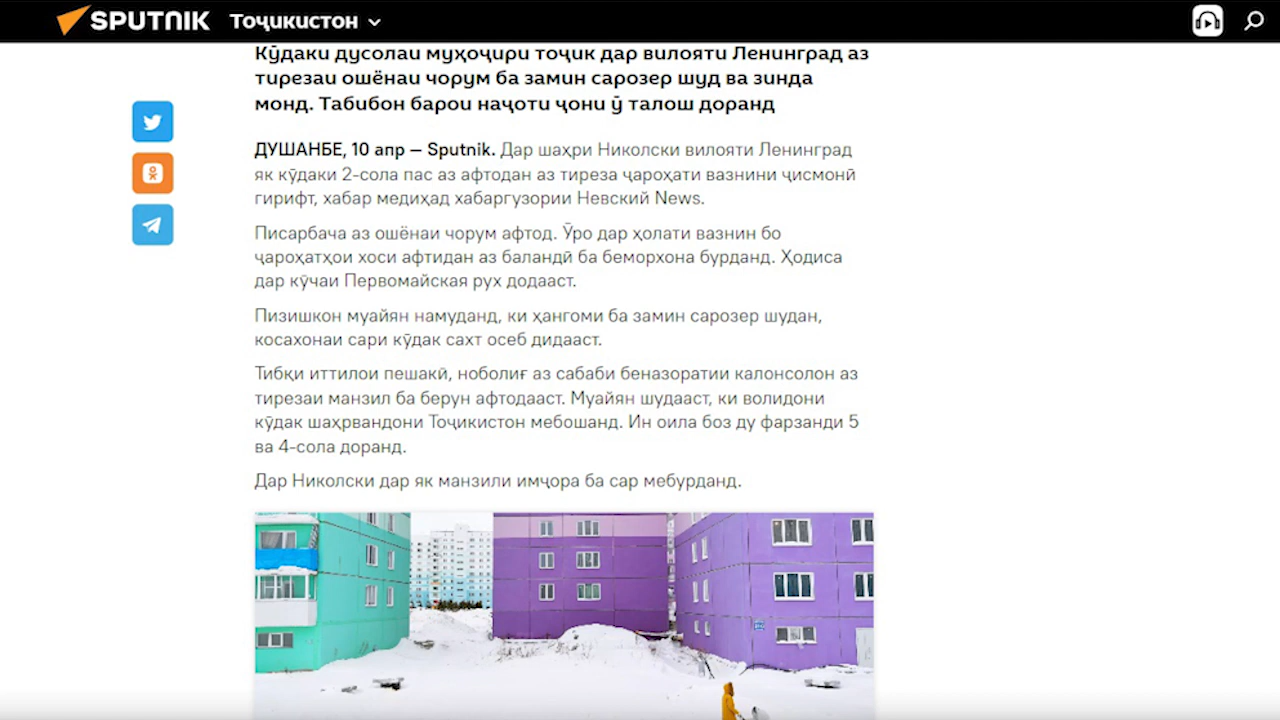 SPUTNIK Тоҷикистон
Кӯдаки дусолаи муҳоҷири тоҷик дар вилояти Ленинград аз
тирезаи ошёнаи чорум ба замин сарозер шуд ва зинда
монд. Табибон барои наҷоти ҷони ӯ талош доранд
ДУШАНБЕ, 10 апр — Sputnik. Дар шаҳри Николски вилояти Ленинград
як кӯдаки 2-сола пас аз афтодан аз тиреза ҷароҳати вазнини ҷисмонӣ
гирифт, хабар медиҳад хабаргузории Невский News.
Писарбача аз ошёнаи чорум афтод. Ӯро дар ҳолати вазнин бо
ҷароҳатҳои хоси афтидан аз баландӣ ба беморхона бурданд. Ҳодиса
дар кӯчаи Первомайская рух додааст.
Пизишкон муайян намуданд, ки ҳангоми ба замин сарозер шудан,
косахонаи сари кӯдак сахт осеб дидааст.
Тибқи иттилои пешакӣ, ноболиғ аз сабаби беназоратии калонсолон аз
тирезаи манзил ба берун афтодааст. Муайян шудааст, ки волидони
кӯдак шаҳрвандони Тоҷикистон мебошанд. Ин оила боз ду фарзанди 5
ва 4-сола доранд.
Дар Николски дар як манзили имҷора ба сар мебурданд.